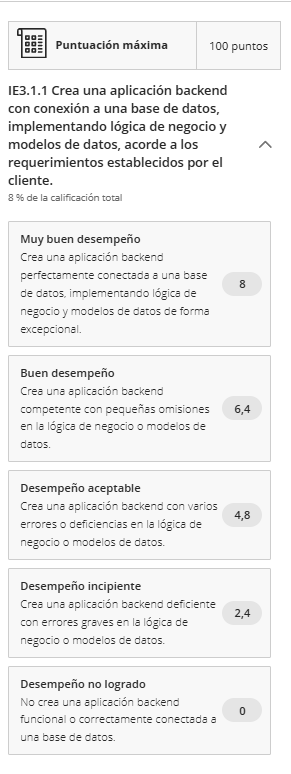 Puntuación máxima
100 puntos
IE3.1.1 Crea una aplicación backend
con conexión a una base de datos,
implementando lógica de negocio y
modelos de datos, acorde a los
requerimientos establecidos por el
cliente.
8 % de la calificación total
Muy buen desempeño
Crea una aplicación backend
perfectamente conectada a una base
de datos, implementando lógica de
negocio y modelos de datos de forma
excepcional.
8
Buen desempeño
Crea una aplicación backend
competente con pequeñas omisiones
en la lógica de negocio o modelos de
datos.
6,4
Desempeño aceptable
Crea una aplicación backend con varios
errores o deficiencias en la lógica de
negocio o modelos de datos.
4,8
Desempeño incipiente
Crea una aplicación backend deficiente
con errores graves en la lógica de
negocio o modelos de datos.
2,4
Desempeño no logrado
No crea una aplicación backend
funcional o correctamente conectada a
una base de datos.
0